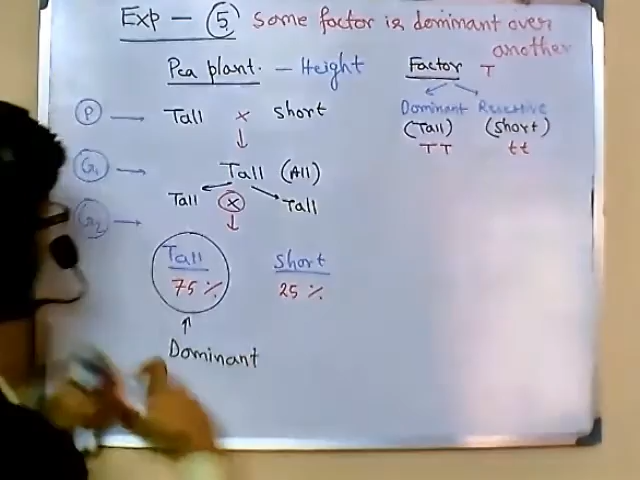 Exp - 5 some factor is dominant over
another
Pea plant. - Height
Factor T
Dominant Recessive
(Tall) (short)
TT tt
P Tall x short
G1 Tall (All)
Tall x Tall
G2
Tall short
75% 25%
Dominant